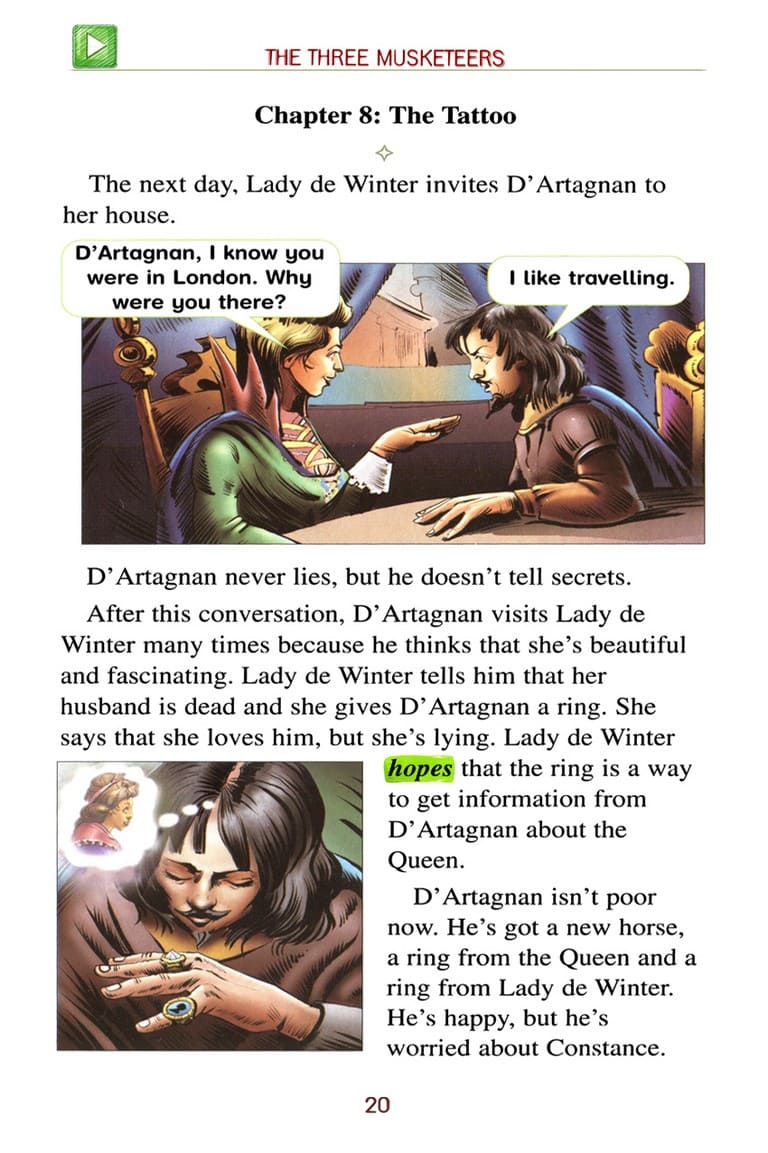 THE THREE MUSKETEERS
Chapter 8: The Tattoo
The next day, Lady de Winter invites D’Artagnan to
her house.
D’Artagnan, I know you
were in London. Why
were you there?
I like travelling.
D’Artagnan never lies, but he doesn’t tell secrets.
After this conversation, D’Artagnan visits Lady de
Winter many times because he thinks that she’s beautiful
and fascinating. Lady de Winter tells him that her
husband is dead and she gives D’Artagnan a ring. She
says that she loves him, but she’s lying. Lady de Winter
hopes that the ring is a way
to get information from
D’Artagnan about the
Queen.
D’Artagnan isn’t poor
now. He’s got a new horse,
a ring from the Queen and a
ring from Lady de Winter.
He’s happy, but he’s
worried about Constance.
20